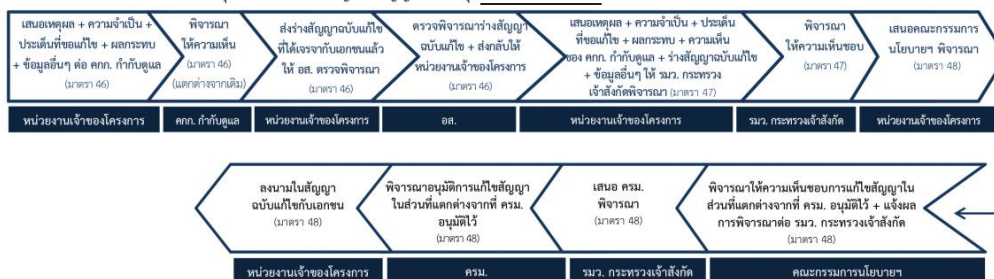 เสนอเหตุผล + ความจำเป็น +
ประเด็นที่ขอแก้ไข + ผลกระทบ
+ ข้อมูลอื่นๆ ต่อ คกก. กำกับดูแล
(มาตรา 46)
หน่วยงานเจ้าของโครงการ
พิจารณา
ให้ความเห็น
(มาตรา 46)
(แตกต่างจากเดิม)
คกก. กำกับดูแล
ส่งร่างสัญญาฉบับแก้ไข
ที่ได้เจรจากับเอกชนแล้ว
ให้ อส. ตรวจพิจารณา
(มาตรา 46)
หน่วยงานเจ้าของโครงการ
ตรวจพิจารณาร่างสัญญา
ฉบับแก้ไข + ส่งกลับให้
หน่วยงานเจ้าของโครงการ
(มาตรา 46)
อส.
เสนอเหตุผล + ความจำเป็น + ประเด็น
ที่ขอแก้ไข + ผลกระทบ + ความเห็น
ของ คกก. กำกับดูแล + ร่างสัญญาฉบับแก้ไข
+ ข้อมูลอื่นๆ ให้ รมว. กระทรวง
เจ้าสังกัดพิจารณา (มาตรา 47)
หน่วยงานเจ้าของโครงการ
พิจารณา
ให้ความเห็นชอบ
(มาตรา 47)
รมว. กระทรวงเจ้าสังกัด
เสนอคณะกรรมการ
นโยบายฯ พิจารณา
(มาตรา 48)
หน่วยงานเจ้าของโครงการ
พิจารณาให้ความเห็นชอบการแก้ไขสัญญาใน
ส่วนที่แตกต่างจากที่ ครม. อนุมัติไว้ + แจ้งผล
การพิจารณาต่อ รมว. กระทรวงเจ้าสังกัด
(มาตรา 48)
คณะกรรมการนโยบายฯ
เสนอ ครม.
พิจารณา
(มาตรา 48)
รมว. กระทรวงเจ้าสังกัด
พิจารณาอนุมัติการแก้ไขสัญญา
ในส่วนที่แตกต่างจากที่ ครม.
อนุมัติไว้
(มาตรา 48)
ครม.
ลงนามในสัญญา
ฉบับแก้ไขกับเอกชน
(มาตรา 48)
หน่วยงานเจ้าของโครงการ